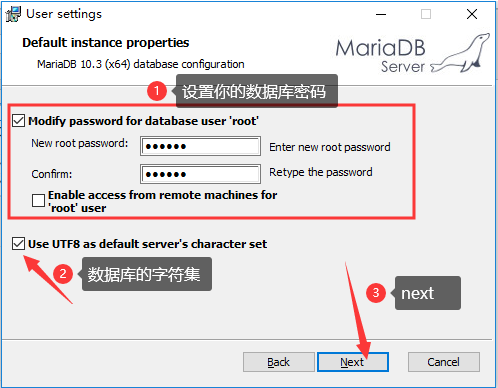 User settings
Default instance properties
MariaDB 10.3 (x64) database configuration
MariaDB
Server
1 设置你的数据库密码
Modify password for database user 'root'
New root password: •••••• Enter new root password
Confirm: •••••• Retype the password
Enable access from remote machines for
'root' user
Use UTF8 as default server's character set
2 数据库的字符集
3 next
Back Next Cancel